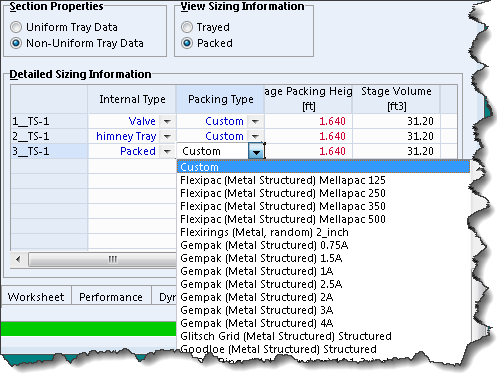 Section Properties
View Sizing Information
Uniform Tray Data
Trayed
Non-Uniform Tray Data
Packed
Detailed Sizing Information
Internal Type
Packing Type
age Packing Heig
[ft]
Stage Volume
[ft3]
1__TS-1
Valve
Custom
1.640
31.20
2__TS-1
himney Tray
Custom
1.640
31.20
3__TS-1
Packed
Custom
1.640
31.20
Custom
Flexipac (Metal Structured) Mellapac 125
Flexipac (Metal Structured) Mellapac 250
Flexipac (Metal Structured) Mellapac 350
Flexipac (Metal Structured) Mellapac 500
Flexirings (Metal, random) 2_inch
Gempak (Metal Structured) 0.75A
Gempak (Metal Structured) 1.5A
Gempak (Metal Structured) 1A
Gempak (Metal Structured) 2.5A
Gempak (Metal Structured) 2A
Gempak (Metal Structured) 3A
Gempak (Metal Structured) 4A
Glitsch Grid (Metal Structured) Structured
Goodloe (Metal Structured) Structured
Worksheet
Performance
Dyn